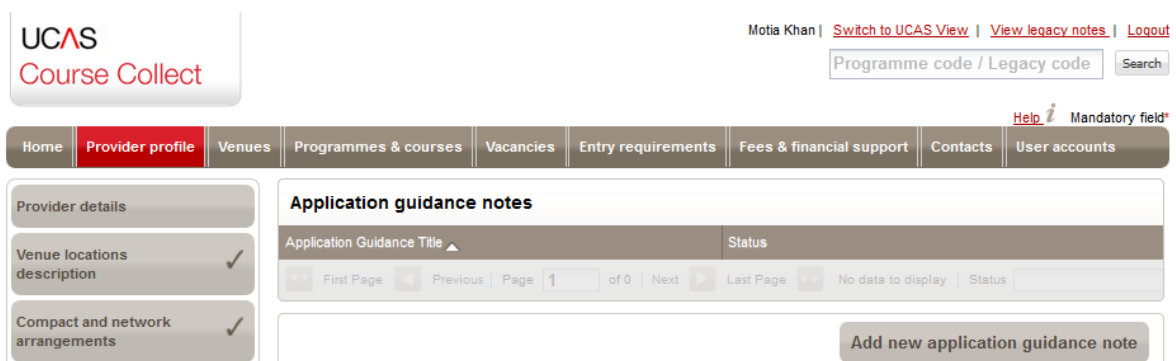 UCAS
Course Collect
Motia Khan | Switch to UCAS View | View legacy notes | Logout
Programme code / Legacy code Search
Help i Mandatory field*
Home Provider profile Venues Programmes & courses Vacancies Entry requirements Fees & financial support Contacts User accounts
Provider details
Venue locations
description
Compact and network
arrangements
Application guidance notes
Application Guidance Title Status
First Page Previous Page 1 of 0 Next Last Page No data to display Status
Add new application guidance note